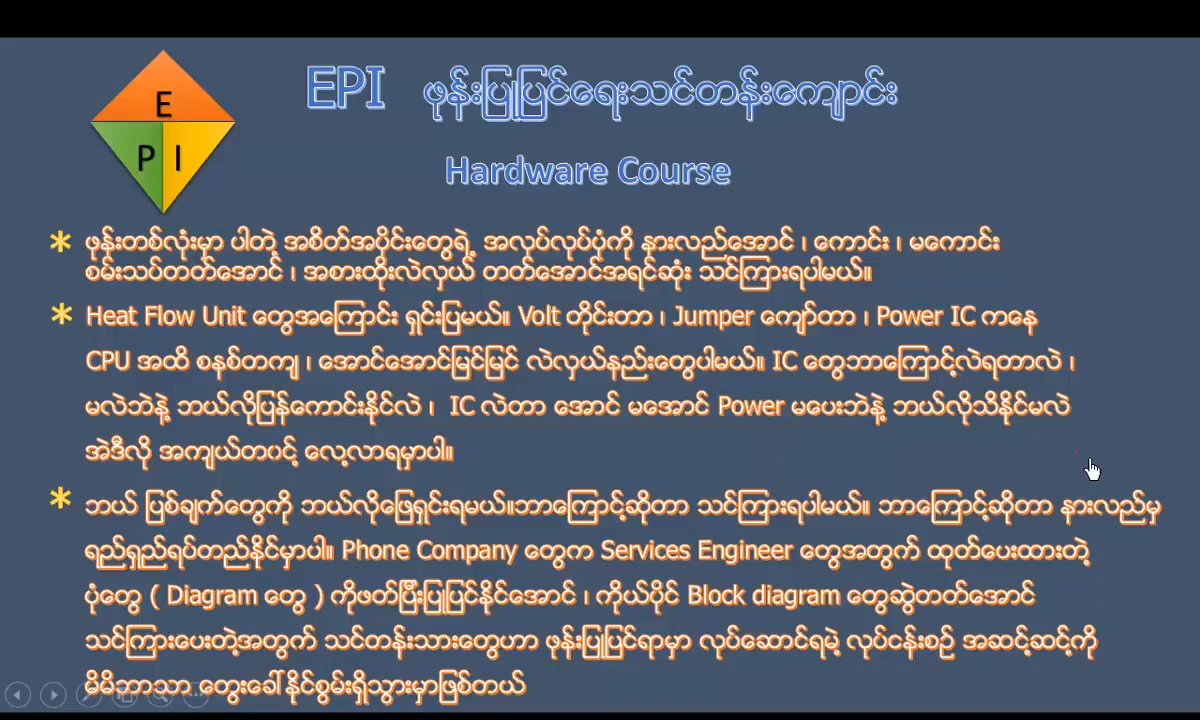 E
P I
EPI ဖုန်းပြုပြင်ရေးသင်တန်းကျောင်း
Hardware Course
* ဖုန်းတစ်လုံးမှာ ပါတဲ့ အစိတ်အပိုင်းတွေရဲ့ အလုပ်လုပ်ပုံကို နားလည်အောင် ၊ ကောင်း ၊ မကောင်း
စမ်းသပ်တတ်အောင် ၊ အစားထိုးလဲလှယ် တတ်အောင်အရင်ဆုံး သင်ကြားရပါမယ်။
* Heat Flow Unit တွေအကြောင်း ရှင်းပြမယ်။ Volt တိုင်းတာ ၊ Jumper ကျော်တာ ၊ Power IC ကနေ
CPU အထိ စနစ်တကျ ၊ အောင်အောင်မြင်မြင် လဲလှယ်နည်းတွေပါမယ်။ IC တွေဘာကြောင့်လဲရတာလဲ ၊
မလဲဘဲနဲ့ ဘယ်လိုပြန်ကောင်းနိုင်လဲ ၊ IC လဲတာ အောင် မအောင် Power မပေးဘဲနဲ့ ဘယ်လိုသိနိုင်မလဲ
အဲဒီလို အကျယ်တဝင့် လေ့လာရမှာပါ။
* ဘယ် ပြစ်ချက်တွေကို ဘယ်လိုဖြေရှင်းရမယ်။ဘာကြောင့်ဆိုတာ သင်ကြားရပါမယ်။ ဘာကြောင့်ဆိုတာ နားလည်မှ
ရည်ရှည်ရပ်တည်နိုင်မှာပါ။ Phone Company တွေက Services Engineer တွေအတွက် ထုတ်ပေးထားတဲ့
ပုံတွေ ( Diagram တွေ ) ကိုဖတ်ပြီးပြုပြင်နိုင်အောင် ၊ ကိုယ်ပိုင် Block diagram တွေဆွဲတတ်အောင်
သင်ကြားပေးတဲ့အတွက် သင်တန်းသားတွေဟာ ဖုန်းပြုပြင်ရာမှာ လုပ်ဆောင်ရမဲ့ လုပ်ငန်းစဉ် အဆင့်ဆင့်ကို
မိမိဘာသာ တွေးခေါ်နိုင်စွမ်းရှိသွားမှာဖြစ်တယ်